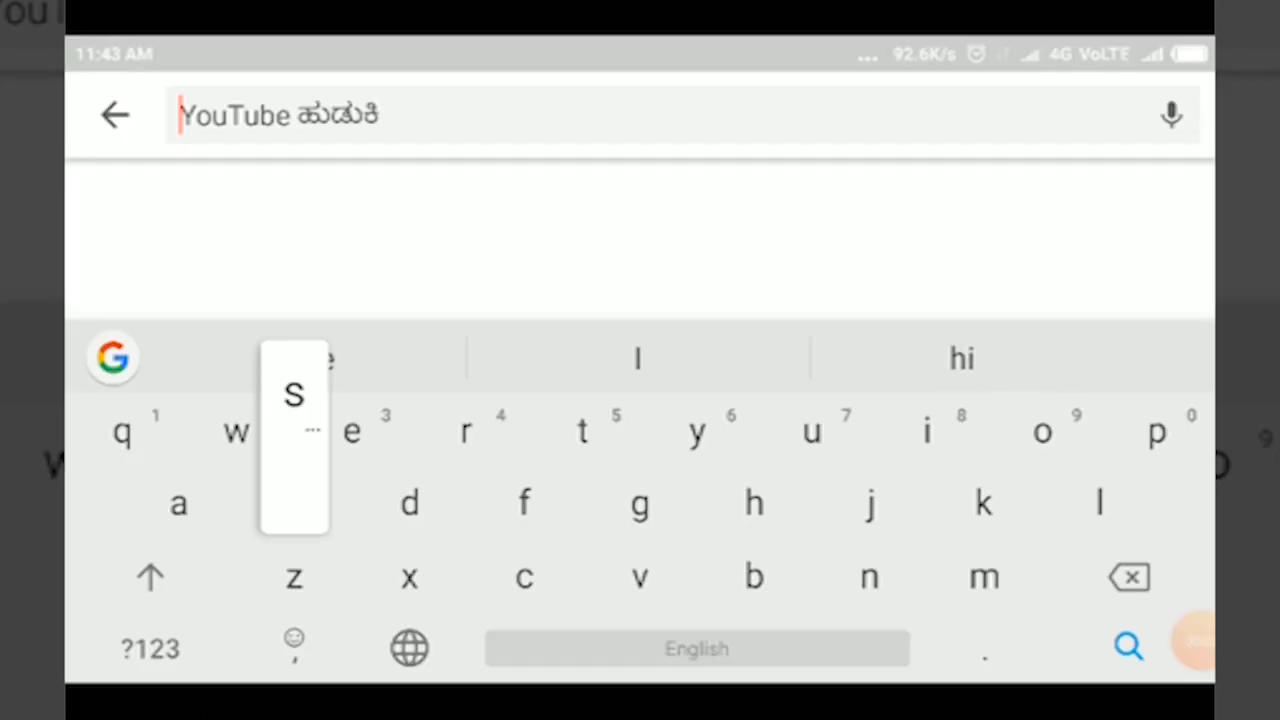 11:43 AM ... 92.6K/s 4G VoLTE
YouTube ಹುಡುಕಿ
I hi
S
q 1 w e 3 r 4 t 5 y 6 u 7 i 8 o 9 p 0
a d f g h j k l
z x c v b n m
?123 , English .